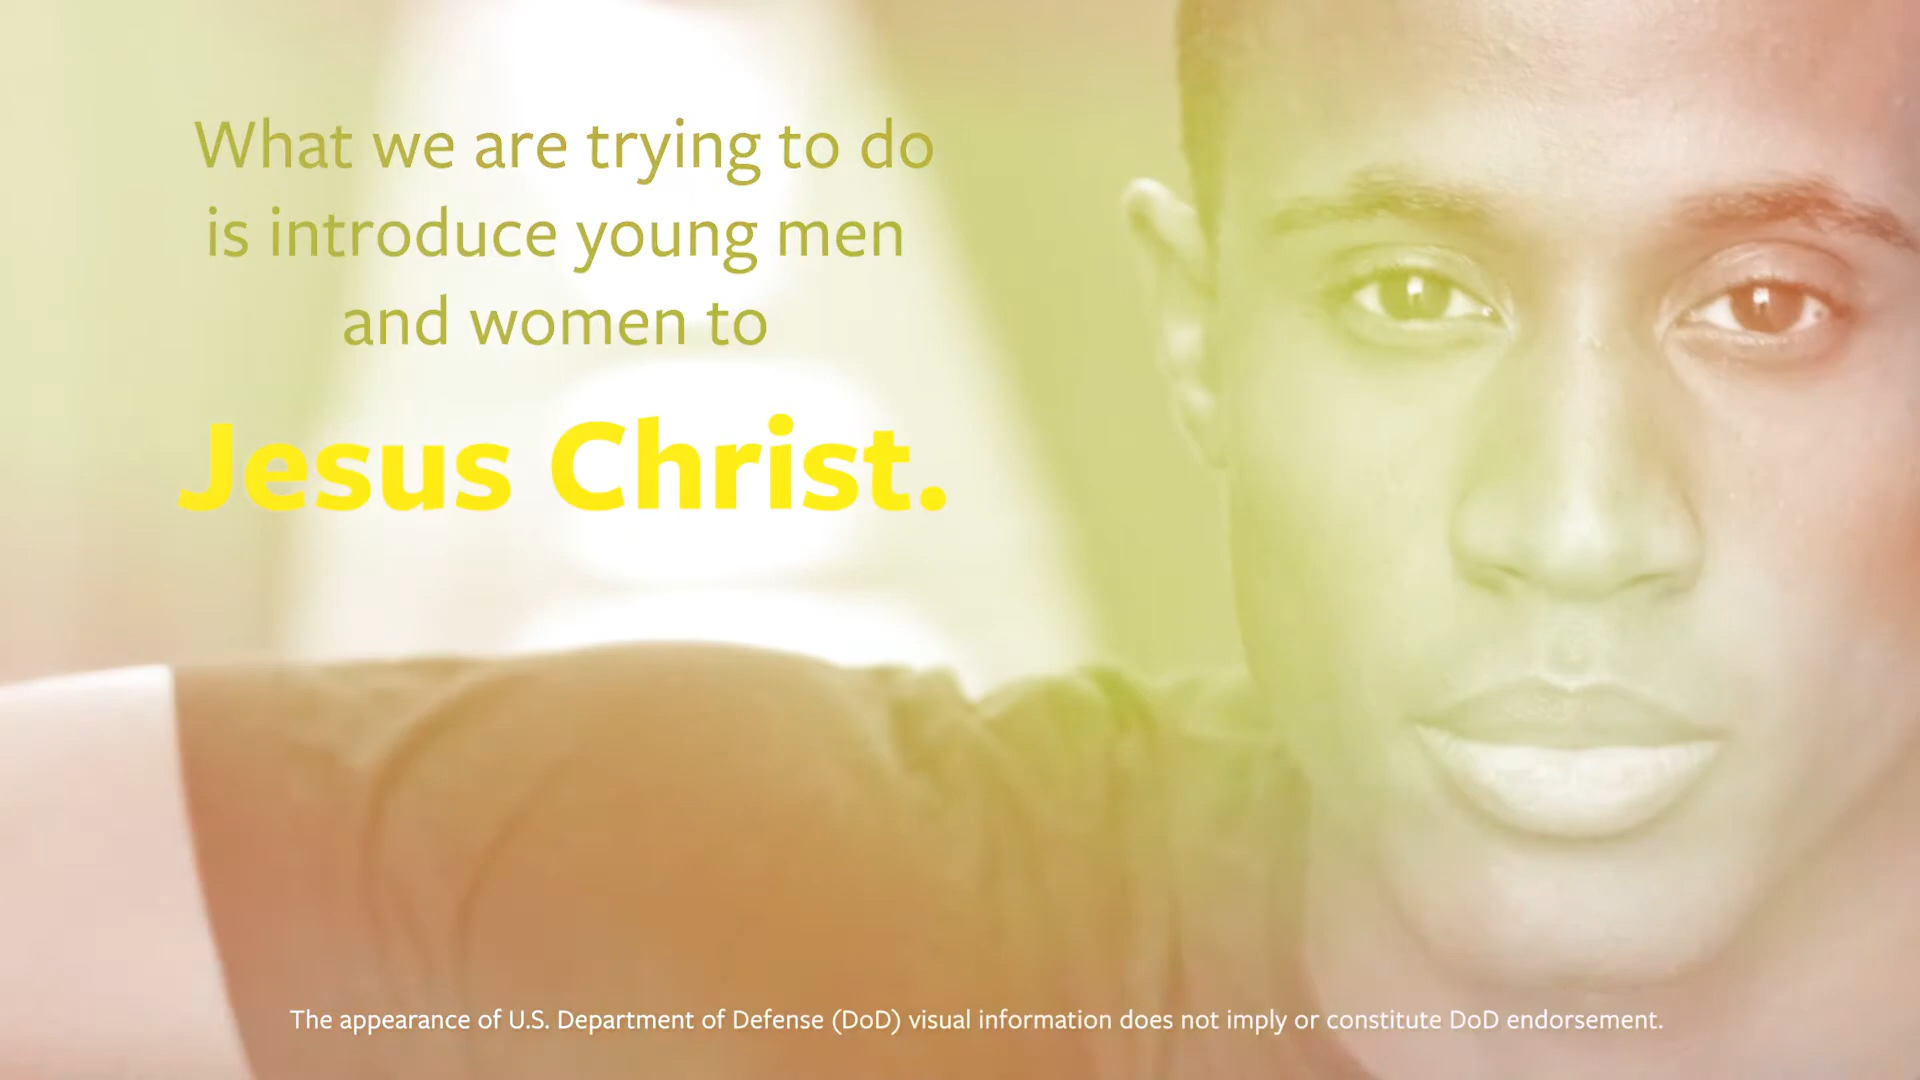 What we are trying to do
is introduce young men
and women to
Jesus Christ.
The appearance of U.S. Department of Defense (DoD) visual information does not imply or constitute DoD endorsement.